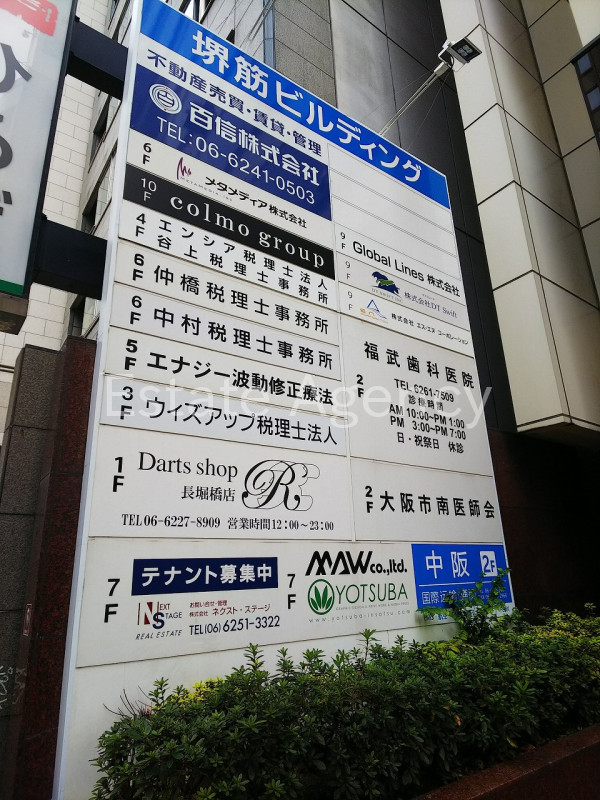 堺筋ビルディング
不動産売買・賃貸・管理
百信株式会社
TEL:06-6241-0503
6F
メタメディア株式会社
10F
colmo group
4F
エンシア税理士法人
谷上税理士事務所
6F
仲橋税理士事務所
6F
中村税理士事務所
5F
エナジー波動修正療法
3F
ウィズアップ税理士法人
1F
Darts shop
長堀橋店
R
TEL06-6227-8909 営業時間12:00～23:00
9F
Global Lines 株式会社
9F
株式会社DT Swift
9F
株式会社 エス・エヌ コーポレーション
2F
福武歯科医院
TEL 6261-7509
診療時間
AM 10:00~PM 1:00
PM 3:00~PM 7:00
日・祝祭日 休診
2F
大阪市南医師会
7F
テナント募集中
NEXT STAGE
REAL ESTATE
お問い合せ・管理
株式会社 ネクスト・ステージ
TEL(06)6251-3322
7F
MAW co.,ltd.
YOTSUBA
中阪 2F
国際
Estate Agency